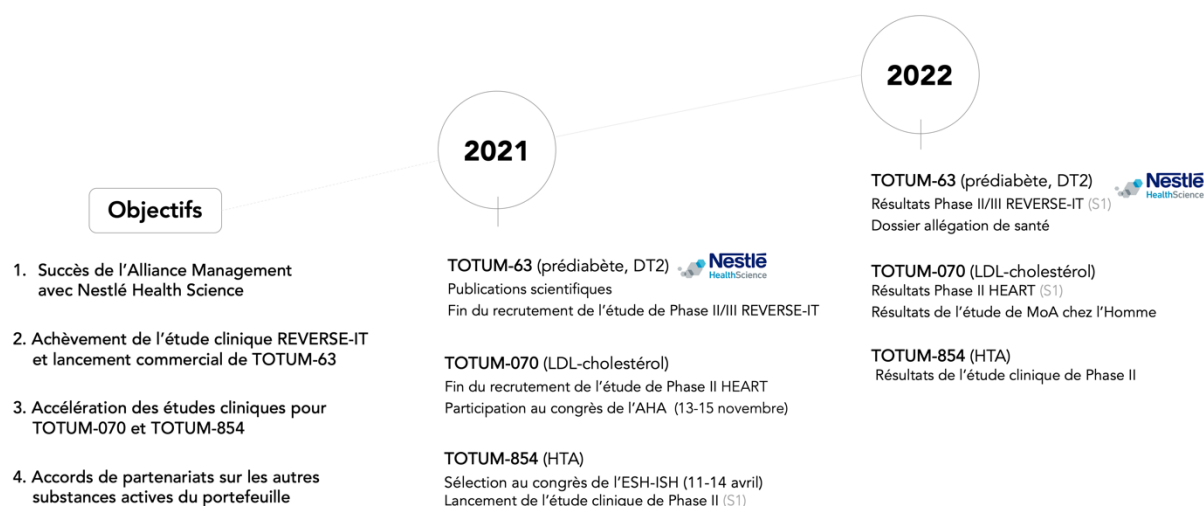 Objectifs
1. Succès de l'Alliance Management
avec Nestlé Health Science
2. Achèvement de l'étude clinique REVERSE-IT
et lancement commercial de TOTUM-63
3. Accélération des études cliniques pour
TOTUM-070 et TOTUM-854
4. Accords de partenariats sur les autres
substances actives du portefeuille
2021
TOTUM-63 (prédiabète, DT2) Nestlé HealthScience
Publications scientifiques
Fin du recrutement de l'étude de Phase II/III REVERSE-IT
TOTUM-070 (LDL-cholestérol)
Fin du recrutement de l'étude de Phase II HEART
Participation au congrès de l'AHA (13-15 novembre)
TOTUM-854 (HTA)
Sélection au congrès de l'ESH-ISH (11-14 avril)
Lancement de l'étude clinique de Phase II (S1)
2022
TOTUM-63 (prédiabète, DT2) Nestlé HealthScience
Résultats Phase II/III REVERSE-IT (S1)
Dossier allégation de santé
TOTUM-070 (LDL-cholestérol)
Résultats Phase II HEART (S1)
Résultats de l'étude de MoA chez l'Homme
TOTUM-854 (HTA)
Résultats de l'étude clinique de Phase II